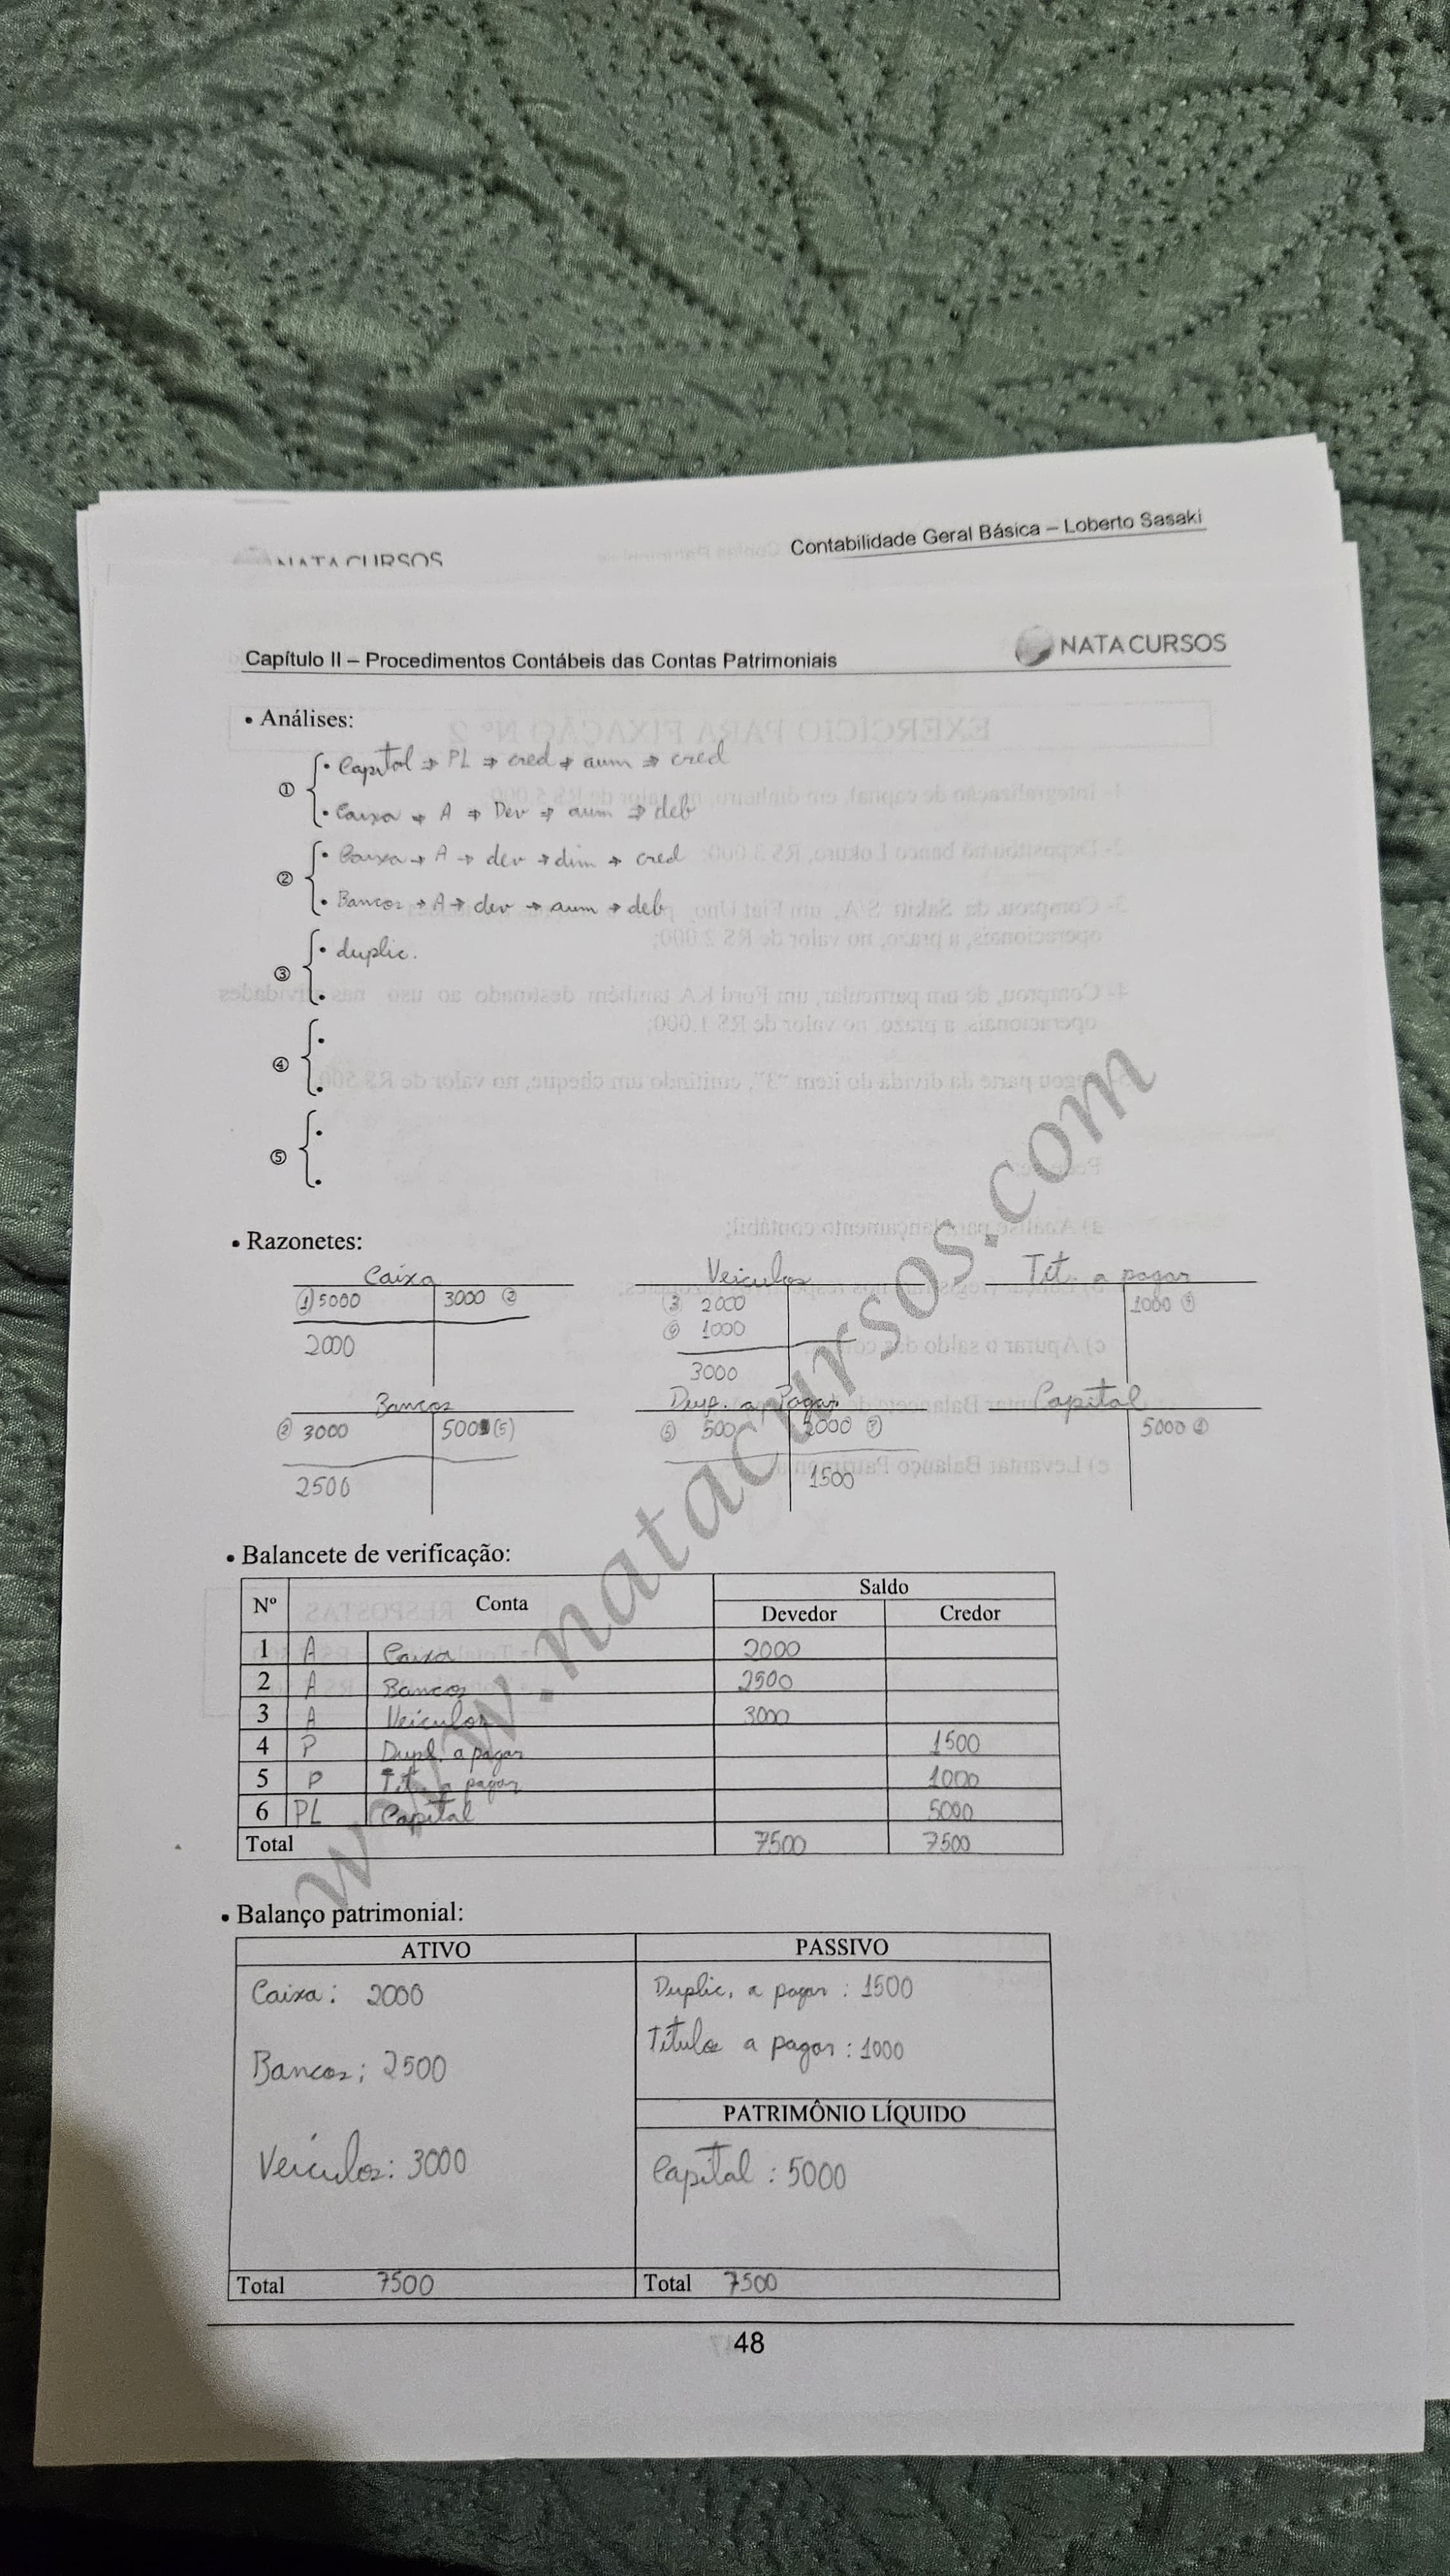 Contabilidade Geral Básica – Loberto Sasaki
NATA CURSOS
Capítulo II – Procedimentos Contábeis das Contas Patrimoniais
NATA CURSOS
• Análises:
① • Capital → PL → cred → aum → cred
• Caixa → A → Dev → aum → deb
② • Caixa → A → dev → dim → cred
• Bancos → A → dev → aum → deb
③ • duplic.
•
④ •
•
⑤ •
•
• Razonetes:
Caixa Veiculos Tít. a pagar
① 5000 3000 ② ③ 2000 1000 ④
④ 1000
2000
3000
Bancos Dup. a Pagar Capital
② 3000 500 (5) ⑤ 500 2000 ③ 5000 ①
2500 1500
• Balancete de verificação:
Nº Conta Saldo
Devedor Credor
1 A Caixa 2000
2 A Bancos 2500
3 A Veículos 3000
4 P Dupl. a pagar 1500
5 P Tít. a pagar 1000
6 PL Capital 5000
Total 7500 7500
• Balanço patrimonial:
ATIVO PASSIVO
Caixa: 2000 Duplic. a pagar : 1500
Título a pagar : 1000
Bancos: 2500
PATRIMÔNIO LÍQUIDO
Veículos: 3000 Capital : 5000
Total 7500 Total 7500
48
www.natacursos.com